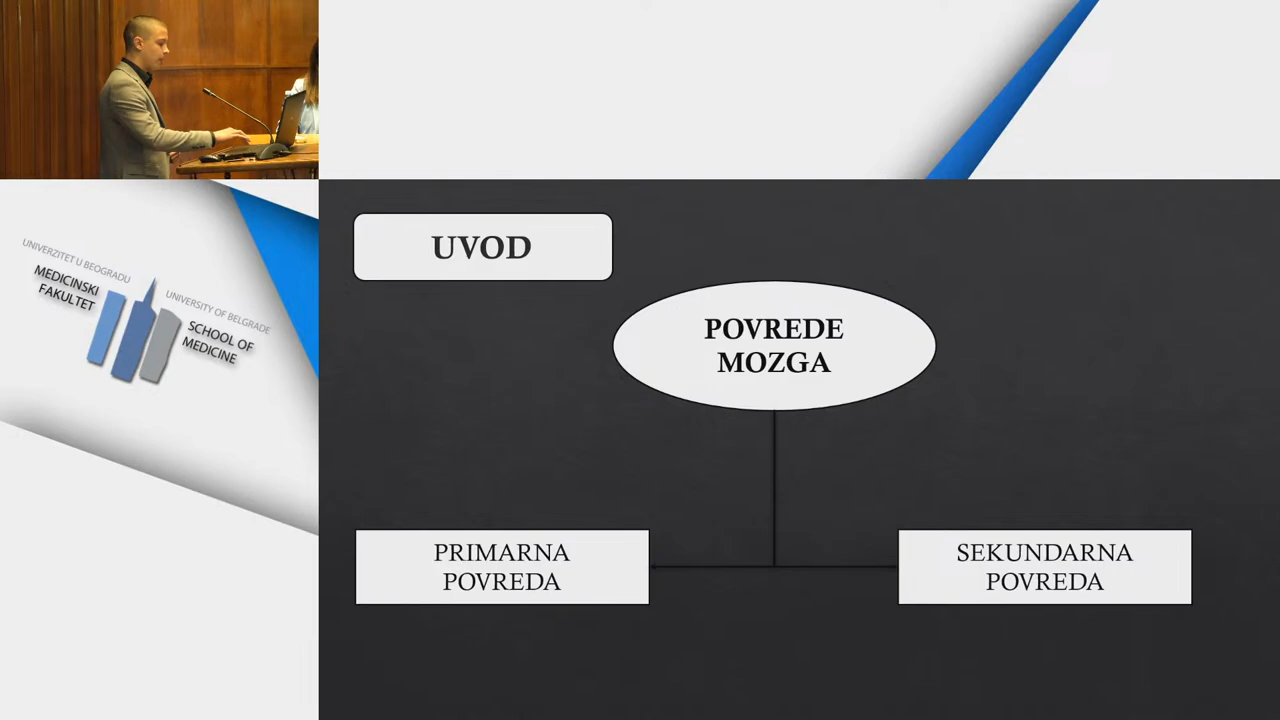 UNIVERZITET U BEOGRADU
MEDICINSKI
FAKULTET
UNIVERSITY OF BELGRADE
SCHOOL OF
MEDICINE
UVOD
POVREDE
MOZGA
PRIMARNA
POVREDA
SEKUNDARNA
POVREDA